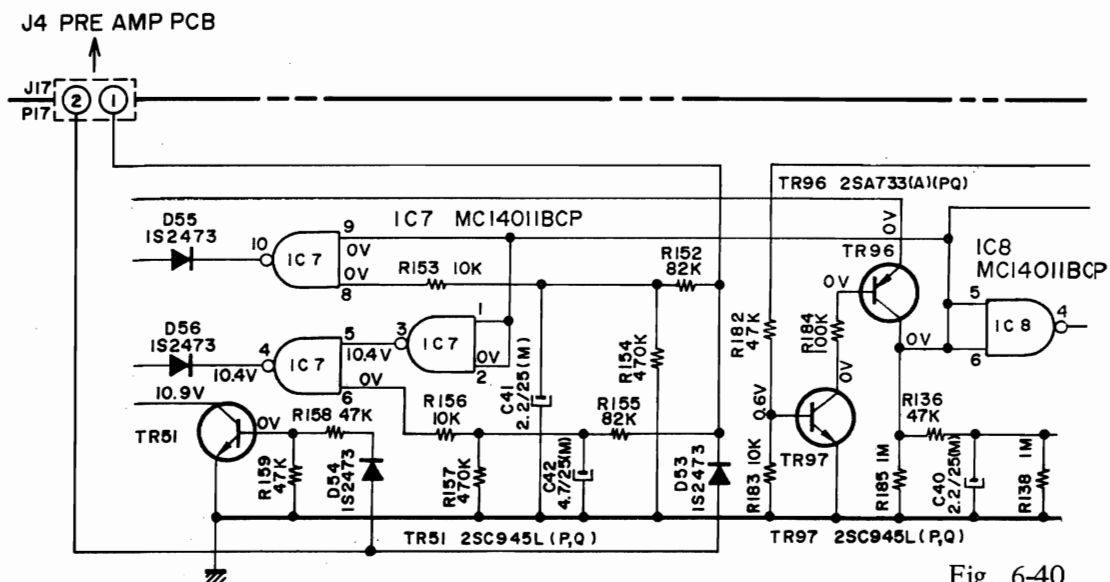 J4 PRE AMP PCB
J17
P17
2
1
TR96 2SA733(A)(PQ)
D55
1S2473
IC7 MC14011BCP
10
IC7
9
0V
0V
8
R153 10K
R152
82K
0V
TR96
IC8
MC14011BCP
D56
1S2473
4
10.4V
IC7
5
10.4V
0V
6
3
IC7
1
0V
2
C41
2.2/25(M)
R154
470K
R182
47K
0V
R184
100K
0V
5
IC8
4
6
0V
10.9V
TR51
0V
R158 47K
R156
10K
R155
82K
0.6V
0V
TR97
R136
47K
R159
47K
D54
1S2473
R157
470K
C42
4.7/25(M)
D53
1S2473
R183 10K
R185 1M
C40
2.2/25(M)
R138 1M
TR51 2SC945L(P,Q)
TR97 2SC945L(P,Q)
Fig. 6-40